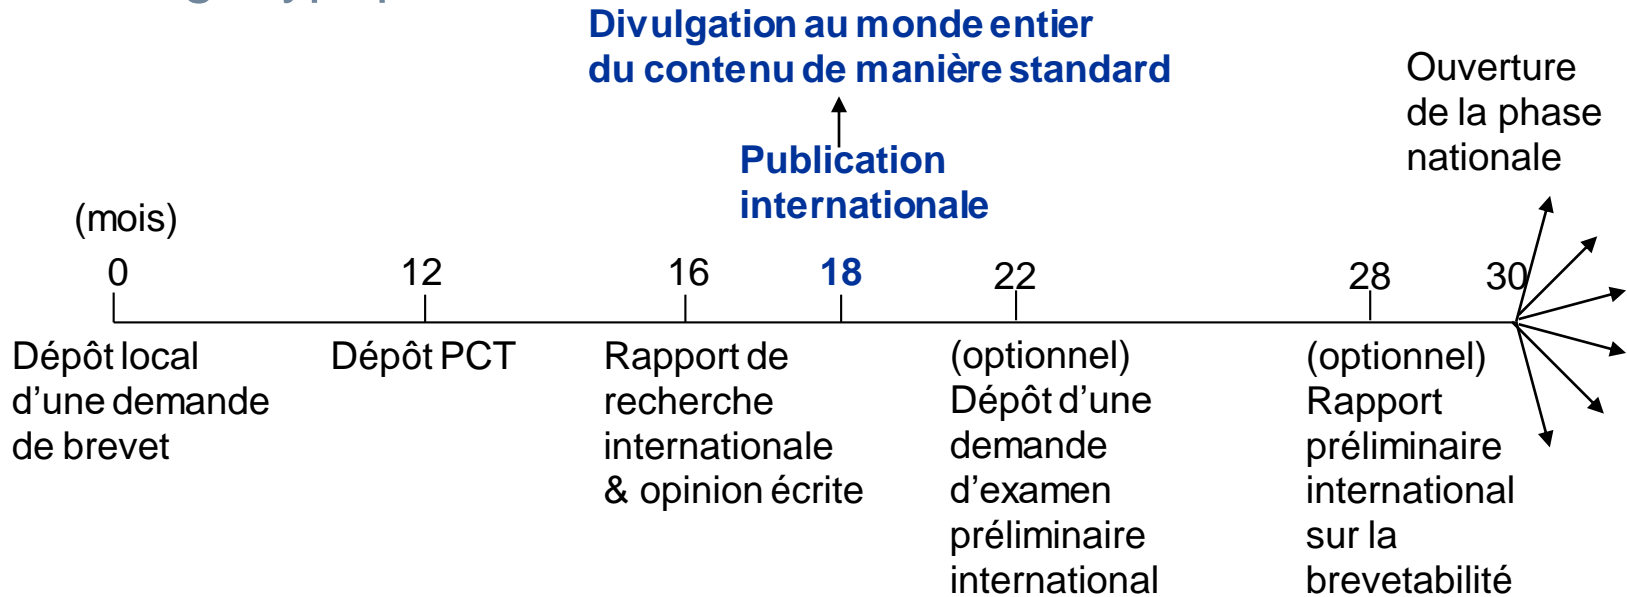 Divulgation au monde entier
du contenu de manière standard
Publication
internationale
Ouverture
de la phase
nationale
(mois)
0 12 16 18 22 28 30
Dépôt local
d'une demande
de brevet
Dépôt PCT
Rapport de
recherche
internationale
& opinion écrite
(optionnel)
Dépôt d'une
demande
d'examen
préliminaire
international
(optionnel)
Rapport
préliminaire
international
sur la
brevetabilité